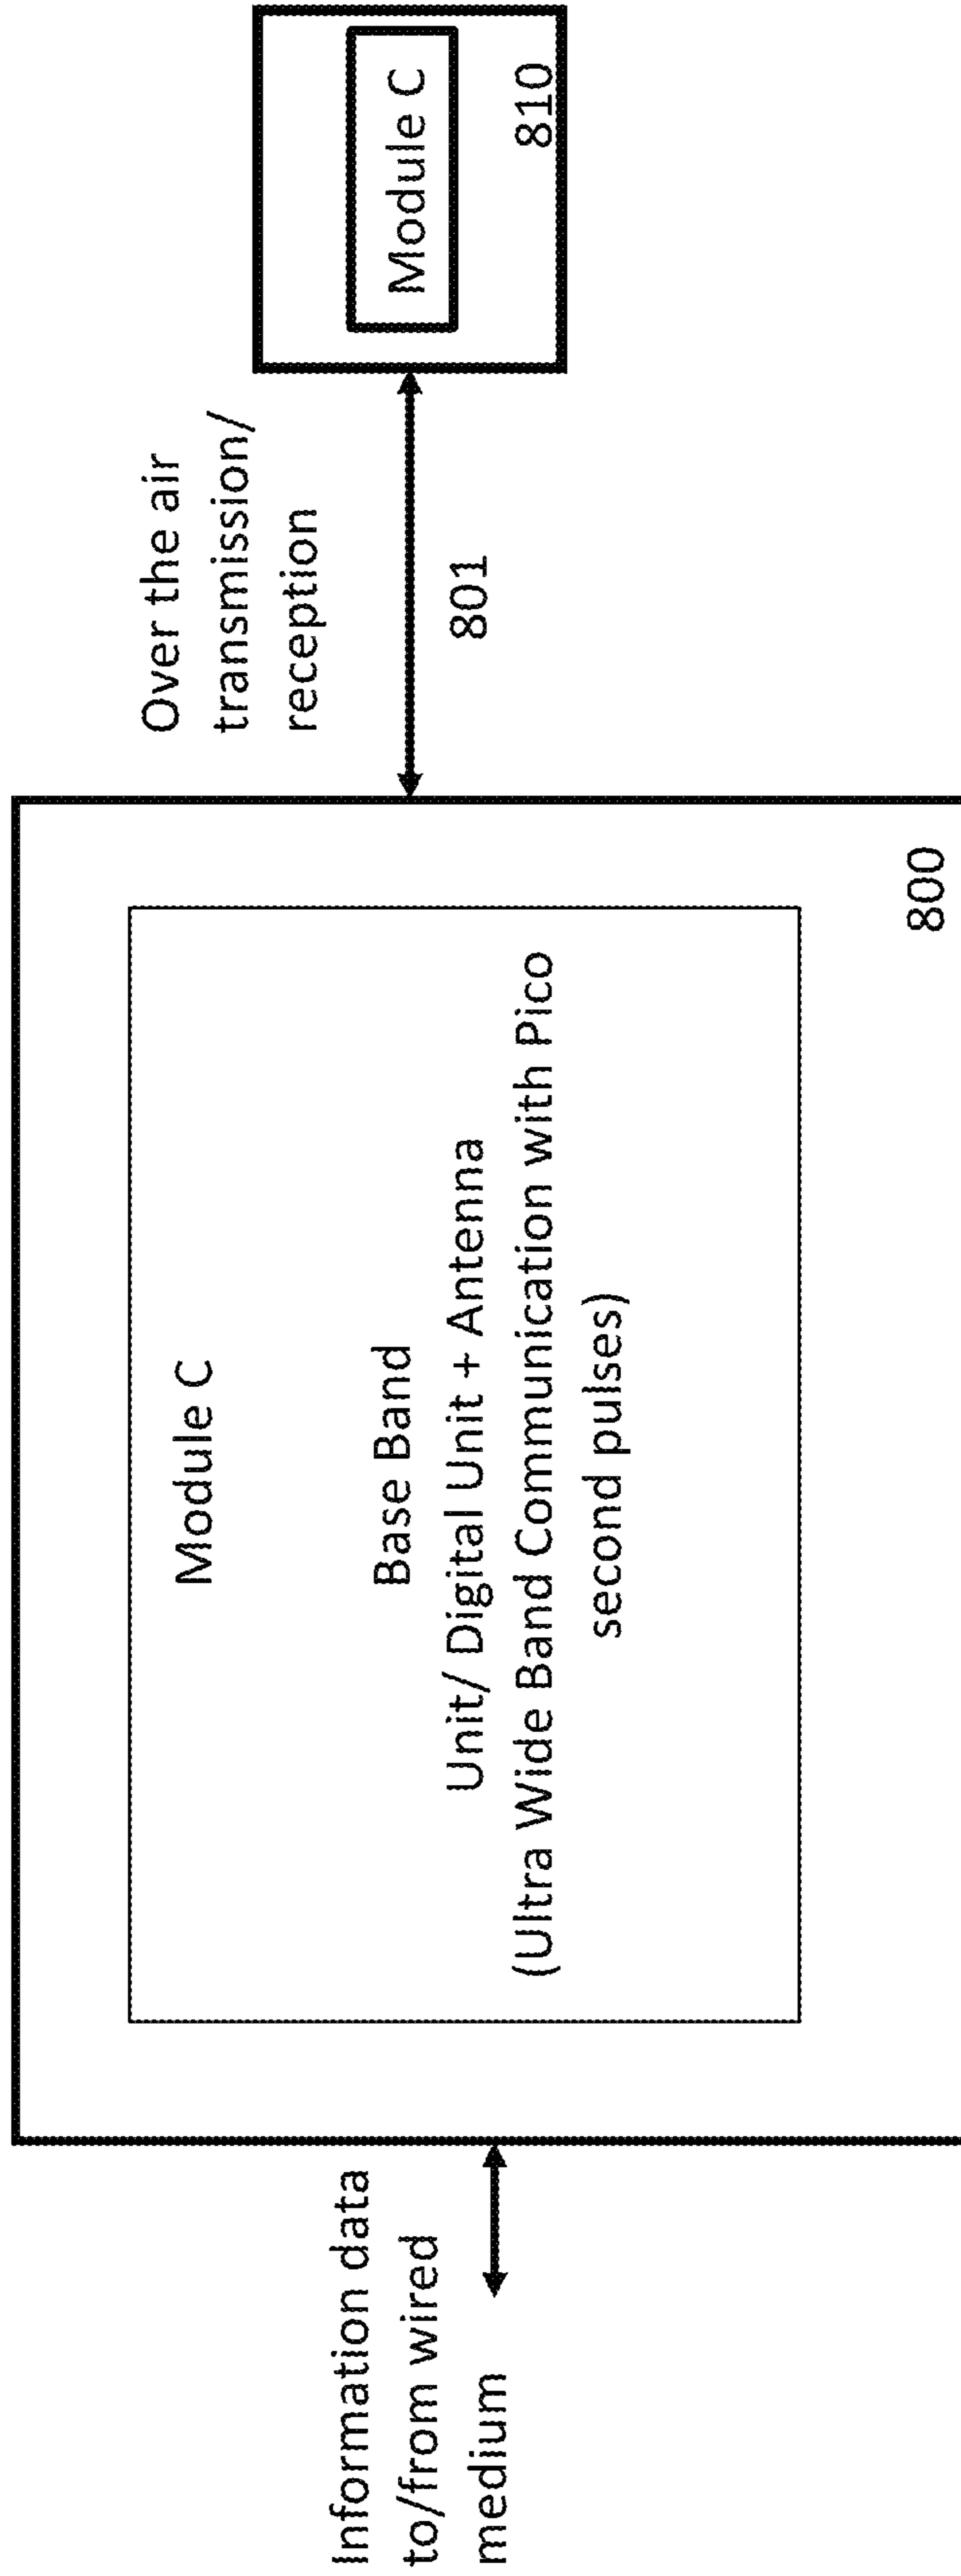 Information data
to/from wired
medium
Module C
Base Band
Unit/ Digital Unit + Antenna
(Ultra Wide Band Communication with Pico
second pulses)
800
Over the air
transmission/
reception
801
Module C
810